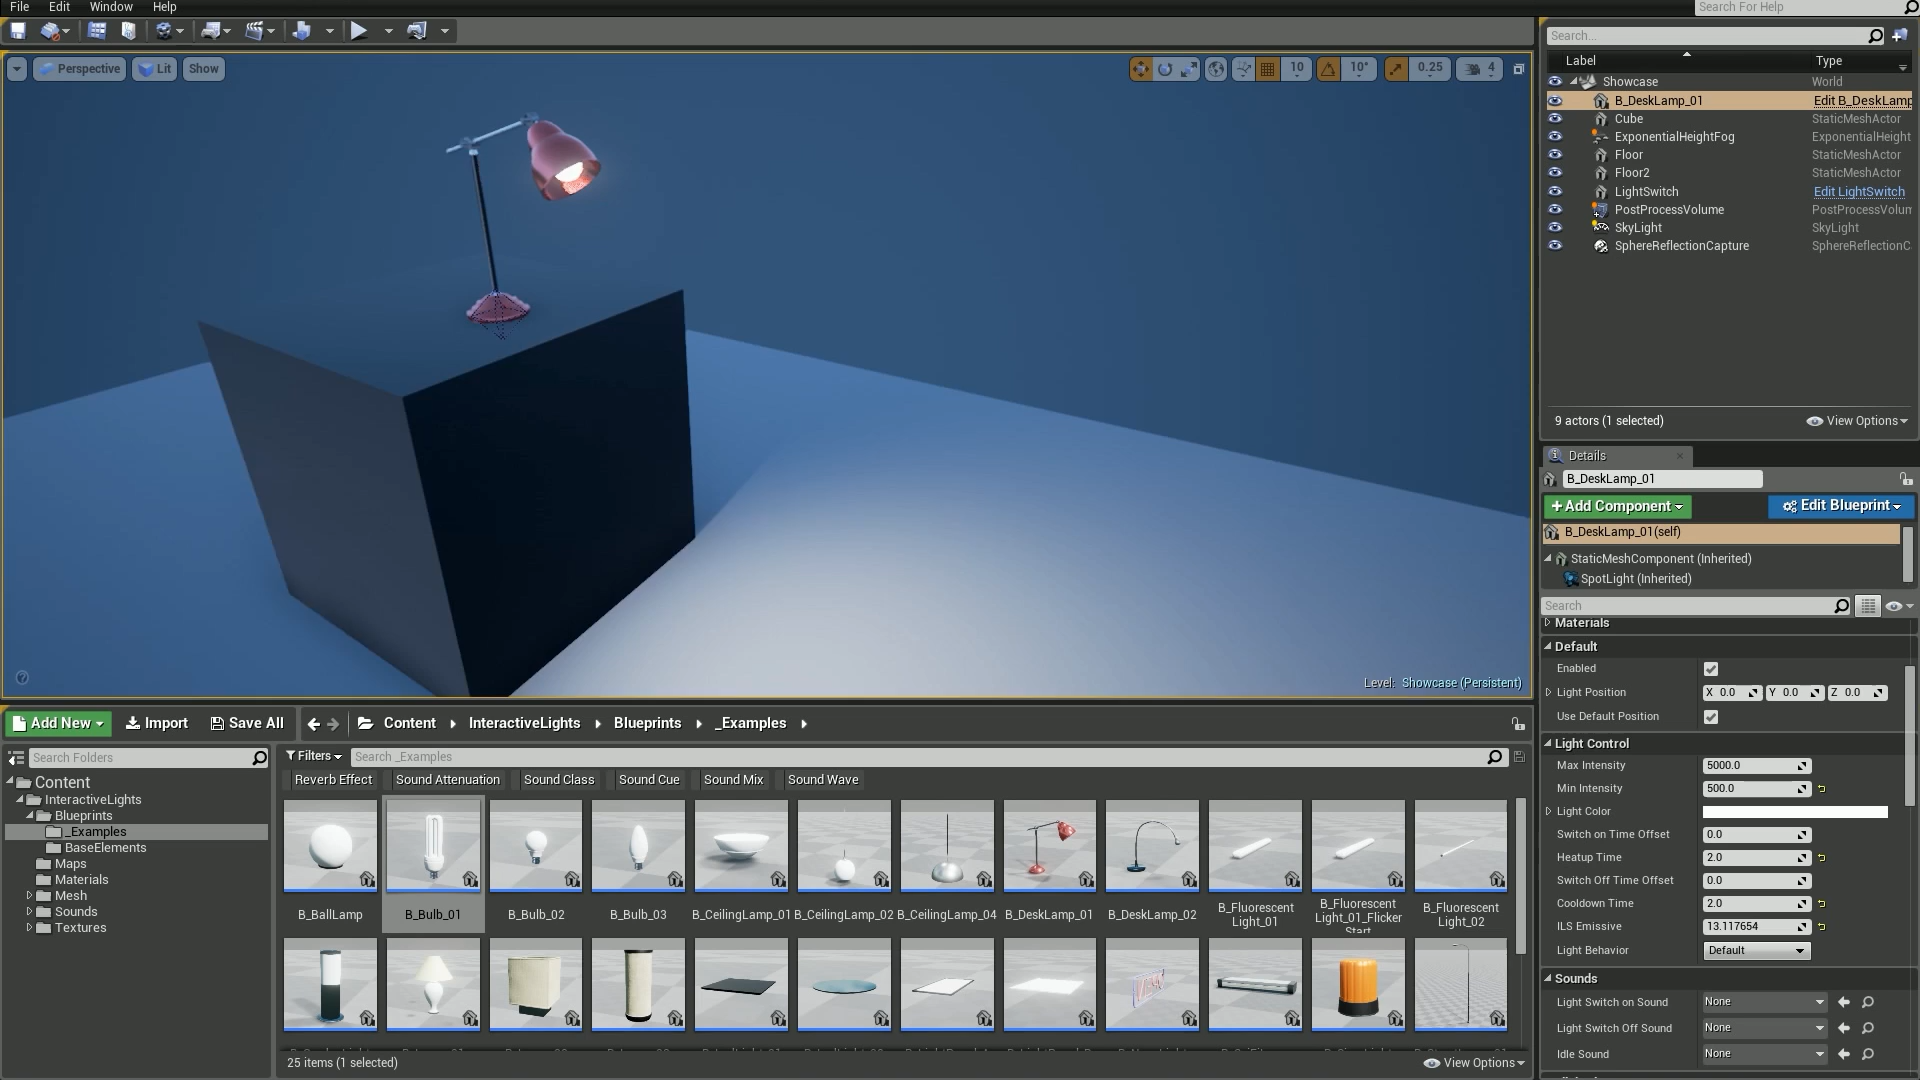 File Edit Window Help
Search For Help
Perspective Lit Show
10 10° 0.25 4
Level: Showcase (Persistent)
Search...
Label Type
Showcase World
B_DeskLamp_01 Edit B_DeskLamp
Cube StaticMeshActor
ExponentialHeightFog ExponentialHeight
Floor StaticMeshActor
Floor2 StaticMeshActor
LightSwitch Edit LightSwitch
PostProcessVolume PostProcessVolum
SkyLight SkyLight
SphereReflectionCapture SphereReflectionC
9 actors (1 selected) View Options
Details
B_DeskLamp_01
+ Add Component Edit Blueprint
B_DeskLamp_01(self)
StaticMeshComponent (Inherited)
SpotLight (Inherited)
Search
Materials
Default
Enabled
Light Position X 0.0 Y 0.0 Z 0.0
Use Default Position
Light Control
Max Intensity 5000.0
Min Intensity 500.0
Light Color
Switch on Time Offset 0.0
Heatup Time 2.0
Switch Off Time Offset 0.0
Cooldown Time 2.0
ILS Emissive 13.117654
Light Behavior Default
Sounds
Light Switch on Sound None
Light Switch Off Sound None
Idle Sound None
Add New Import Save All Content InteractiveLights Blueprints _Examples
Search Folders
Content
InteractiveLights
Blueprints
_Examples
BaseElements
Maps
Materials
Mesh
Sounds
Textures
Filters Search _Examples
Reverb Effect Sound Attenuation Sound Class Sound Cue Sound Mix Sound Wave
B_BallLamp B_Bulb_01 B_Bulb_02 B_Bulb_03 B_CeilingLamp_01 B_CeilingLamp_02 B_CeilingLamp_04 B_DeskLamp_01 B_DeskLamp_02 B_Fluorescent Light_01 B_Fluorescent Light_01_Flicker Start B_Fluorescent Light_02
25 items (1 selected) View Options